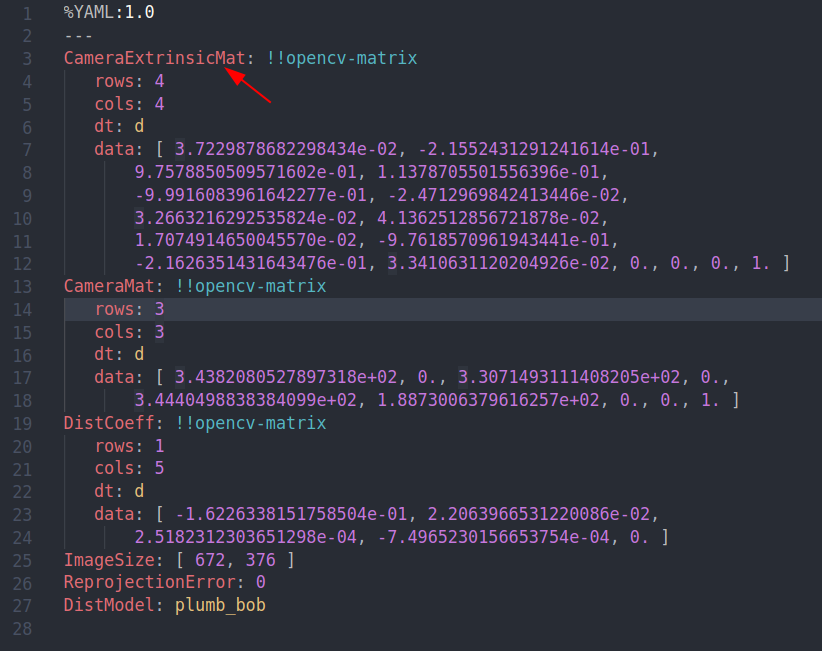 1 %YAML:1.0
2 ---
3 CameraExtrinsicMat: !!opencv-matrix
4 rows: 4
5 cols: 4
6 dt: d
7 data: [ 3.7229878682298434e-02, -2.1552431291241614e-01,
8 9.7578850509571602e-01, 1.1378705501556396e-01,
9 -9.9916083961642277e-01, -2.4712969842413446e-02,
10 3.2663216292535824e-02, 4.1362512856721878e-02,
11 1.7074914650045570e-02, -9.7618570961943441e-01,
12 -2.1626351431643476e-01, 3.3410631120204926e-02, 0., 0., 0., 1. ]
13 CameraMat: !!opencv-matrix
14 rows: 3
15 cols: 3
16 dt: d
17 data: [ 3.4382080527897318e+02, 0., 3.3071493111408205e+02, 0.,
18 3.4440498838384099e+02, 1.8873006379616257e+02, 0., 0., 1. ]
19 DistCoeff: !!opencv-matrix
20 rows: 1
21 cols: 5
22 dt: d
23 data: [ -1.6226338151758504e-01, 2.2063966531220086e-02,
24 2.5182312303651298e-04, -7.4965230156653754e-04, 0. ]
25 ImageSize: [ 672, 376 ]
26 ReprojectionError: 0
27 DistModel: plumb_bob
28